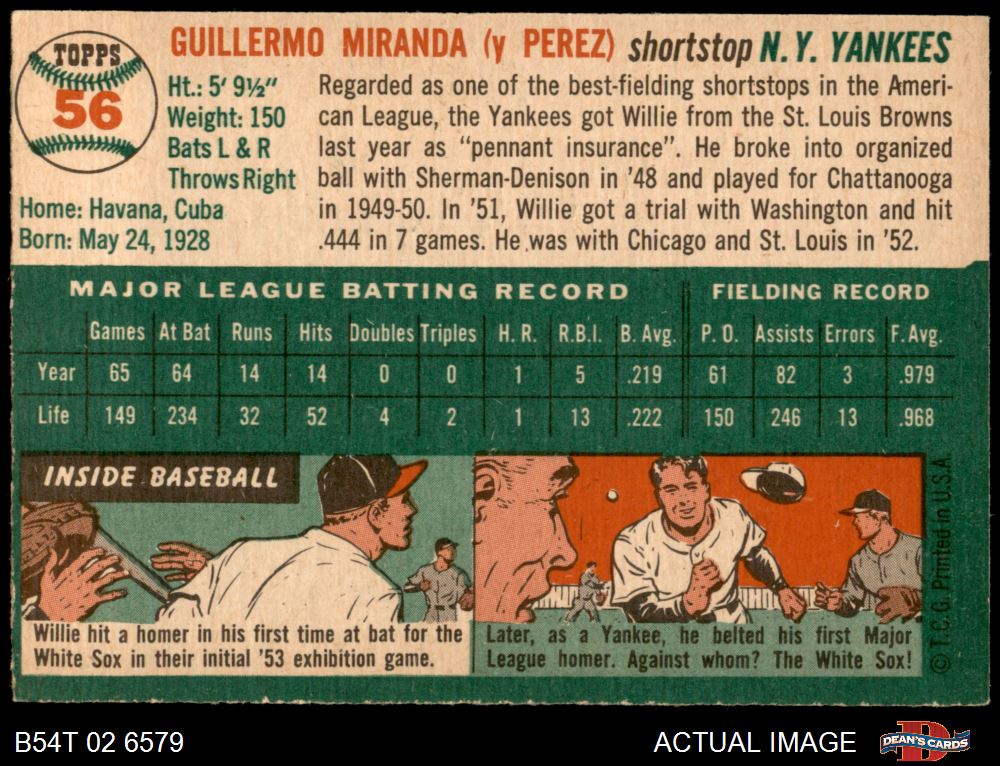 TOPPS
56
GUILLERMO MIRANDA (y PEREZ) shortstop N.Y. YANKEES
Ht.: 5' 9½"
Weight: 150
Bats L & R
Throws Right
Home: Havana, Cuba
Born: May 24, 1928
Regarded as one of the best-fielding shortstops in the Ameri-
can League, the Yankees got Willie from the St. Louis Browns
last year as "pennant insurance". He broke into organized
ball with Sherman-Denison in '48 and played for Chattanooga
in 1949-50. In '51, Willie got a trial with Washington and hit
.444 in 7 games. He was with Chicago and St. Louis in '52.
MAJOR LEAGUE BATTING RECORD FIELDING RECORD
Games At Bat Runs Hits Doubles Triples H. R. R.B.I. B. Avg. P. O. Assists Errors F. Avg.
Year 65 64 14 14 0 0 1 5 .219 61 82 3 .979
Life 149 234 32 52 4 2 1 13 .222 150 246 13 .968
INSIDE BASEBALL
Willie hit a homer in his first time at bat for the
White Sox in their initial '53 exhibition game.
Later, as a Yankee, he belted his first Major
League homer. Against whom? The White Sox!
© T.C.G. Printed in U.S.A
B54T 02 6579
ACTUAL IMAGE
D
DEAN'S CARDS